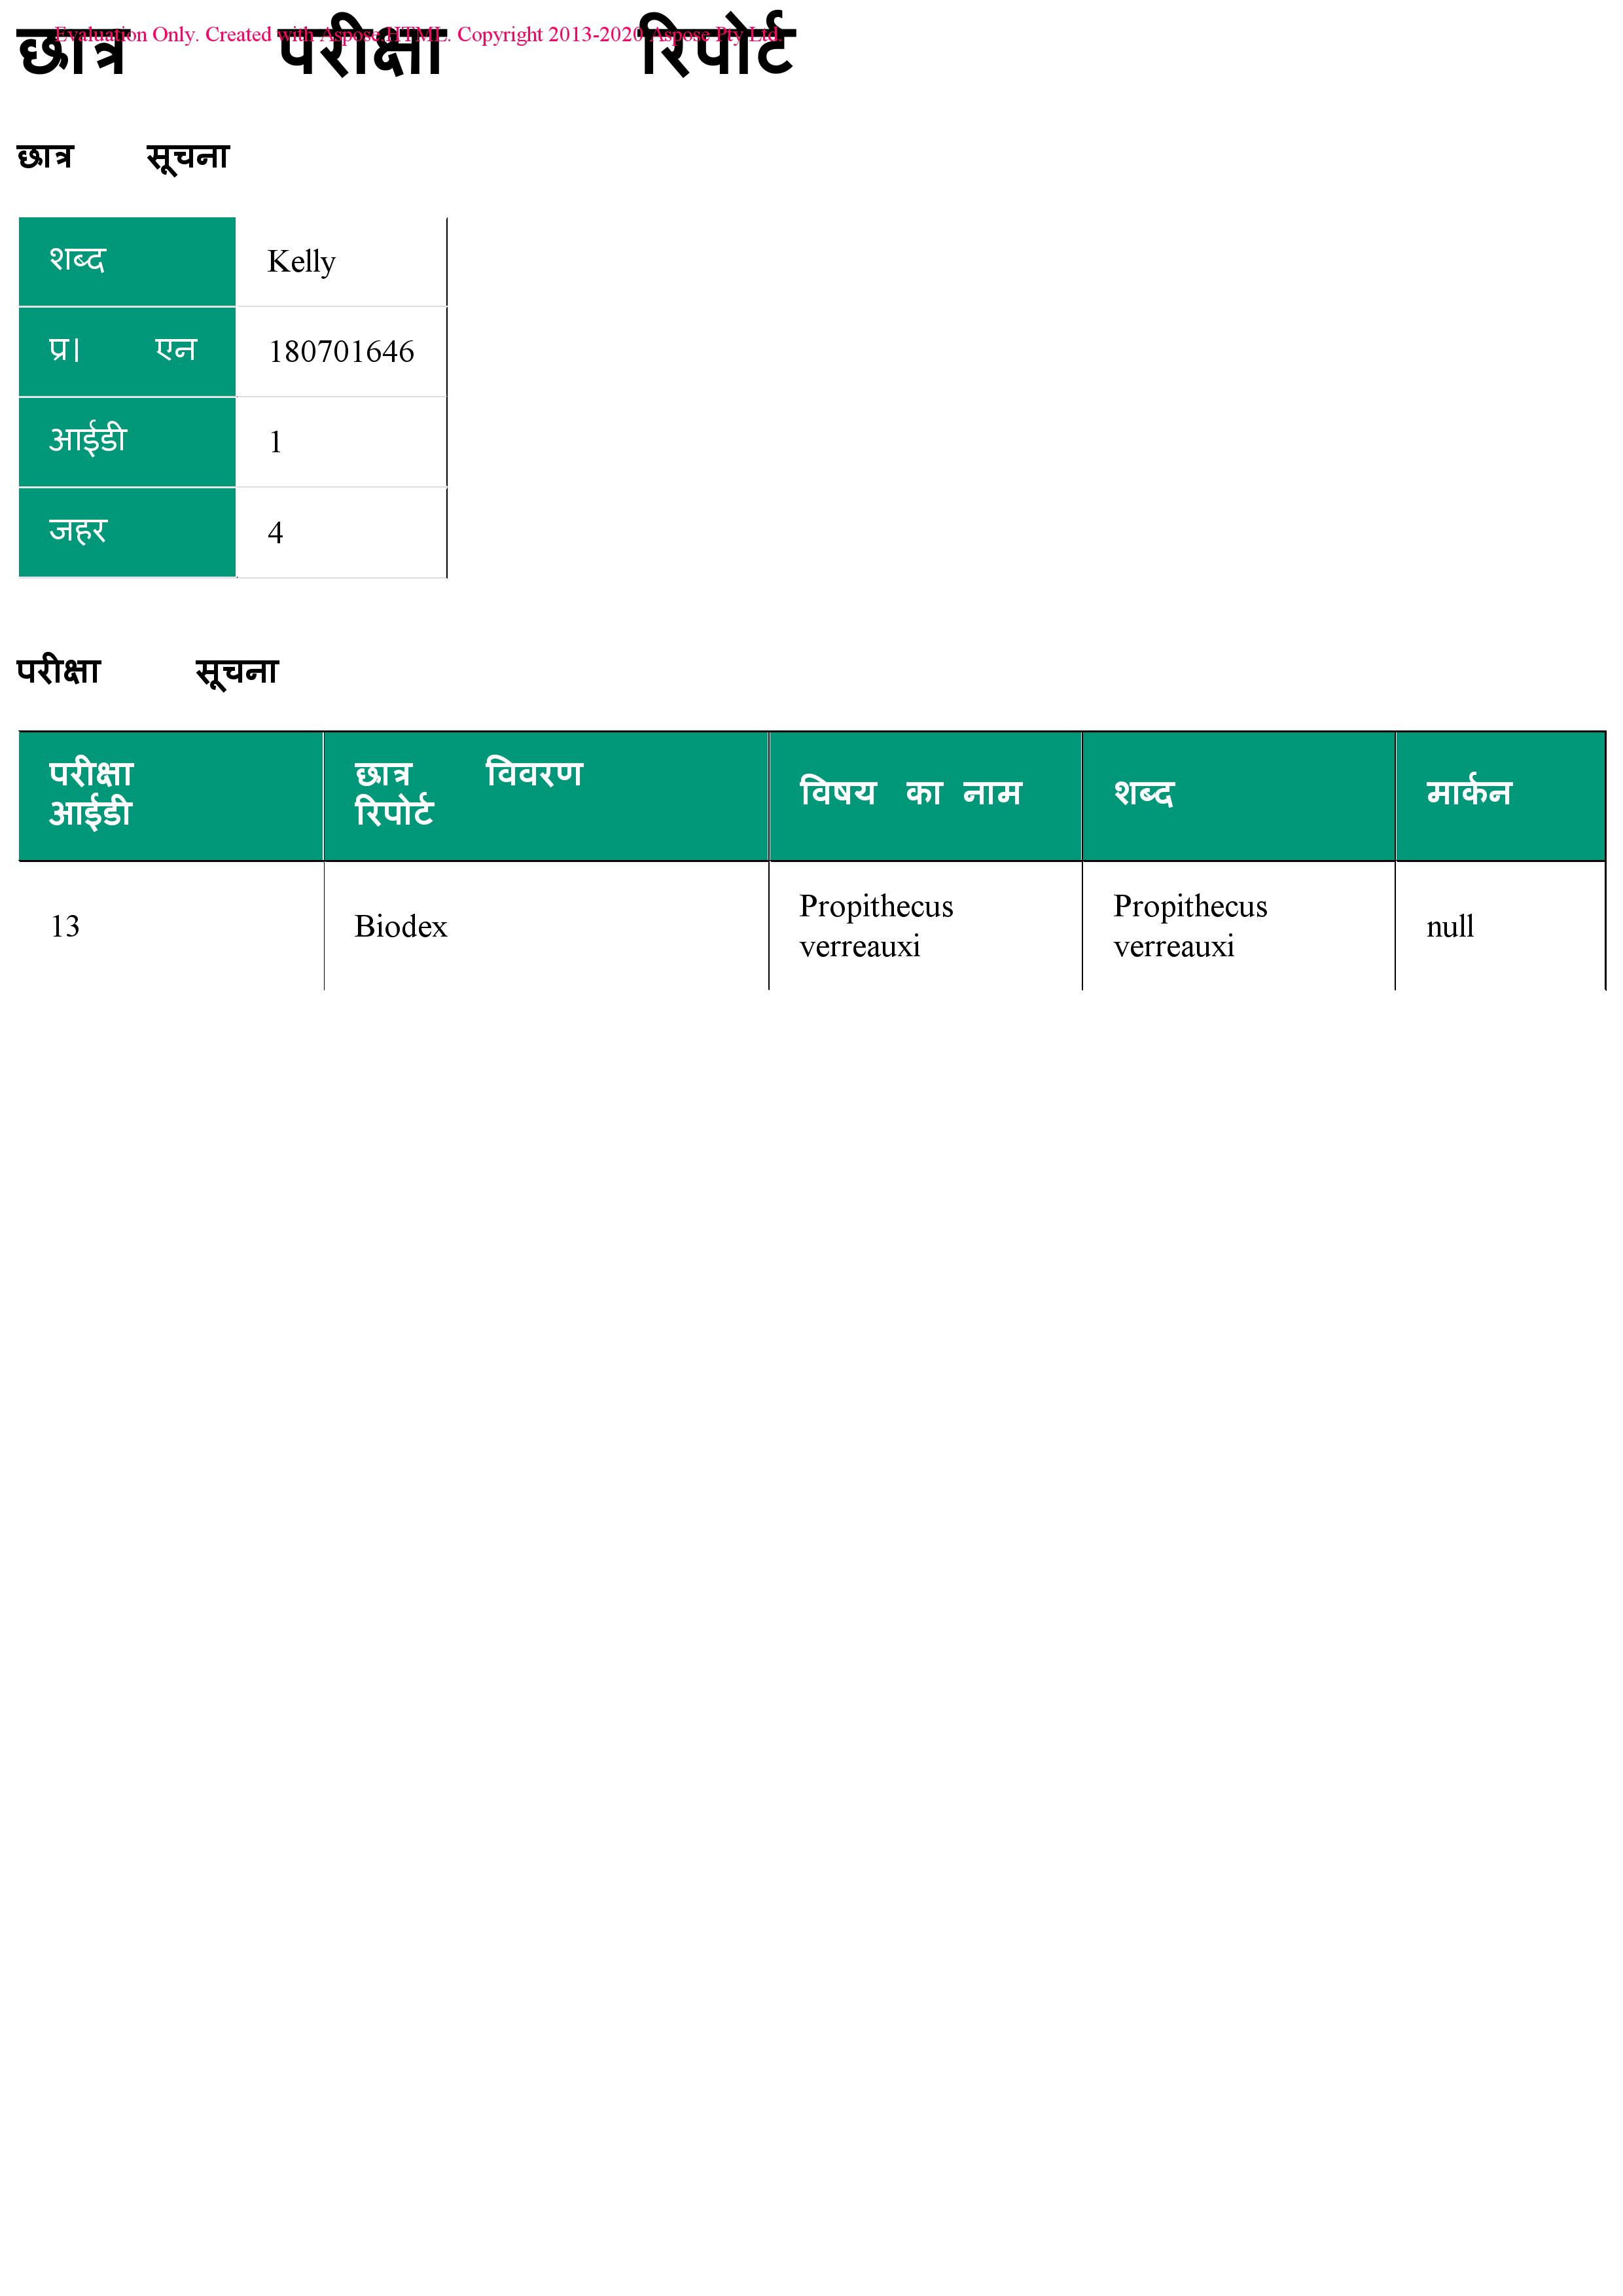 Evaluation Only. Created with Aspose.HTML. Copyright 2013-2020 Aspose Pty Ltd.
छात्र परीक्षा रिपोर्ट
छात्र सूचना
शब्द Kelly
प्र। एन 180701646
आईडी 1
जहर 4
परीक्षा सूचना
परीक्षा आईडी छात्र विवरण रिपोर्ट विषय का नाम शब्द मार्कन
13 Biodex Propithecus verreauxi Propithecus verreauxi null